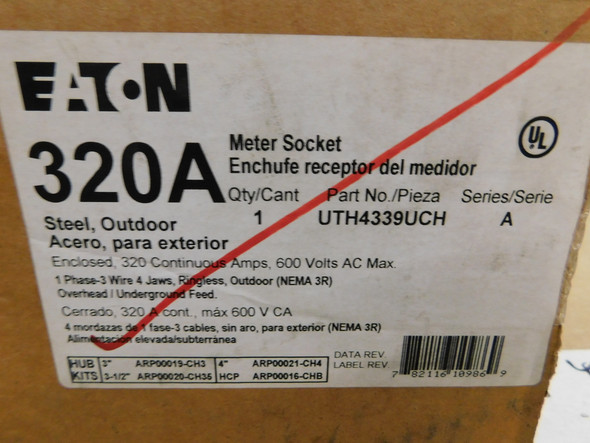 EATON
320A
Meter Socket
Enchufe receptor del medidor
UL
Qty/Cant Part No./Pieza Series/Serie
1 UTH4339UCH A
Steel, Outdoor
Acero, para exterior
Enclosed, 320 Continuous Amps, 600 Volts AC Max.
1 Phase-3 Wire 4 Jaws, Ringless, Outdoor (NEMA 3R)
Overhead / Underground Feed.
Cerrado, 320 A cont., máx 600 V CA
4 mordazas de 1 fase-3 cables, sin aro, para exterior (NEMA 3R)
Alimentación elevada/subterránea
HUB 3" ARP00019-CH3 4" ARP00021-CH4
KITS 3-1/2" ARP00020-CH35 HCP ARP00016-CHB
DATA REV.
LABEL REV.
7 82116 10986 9